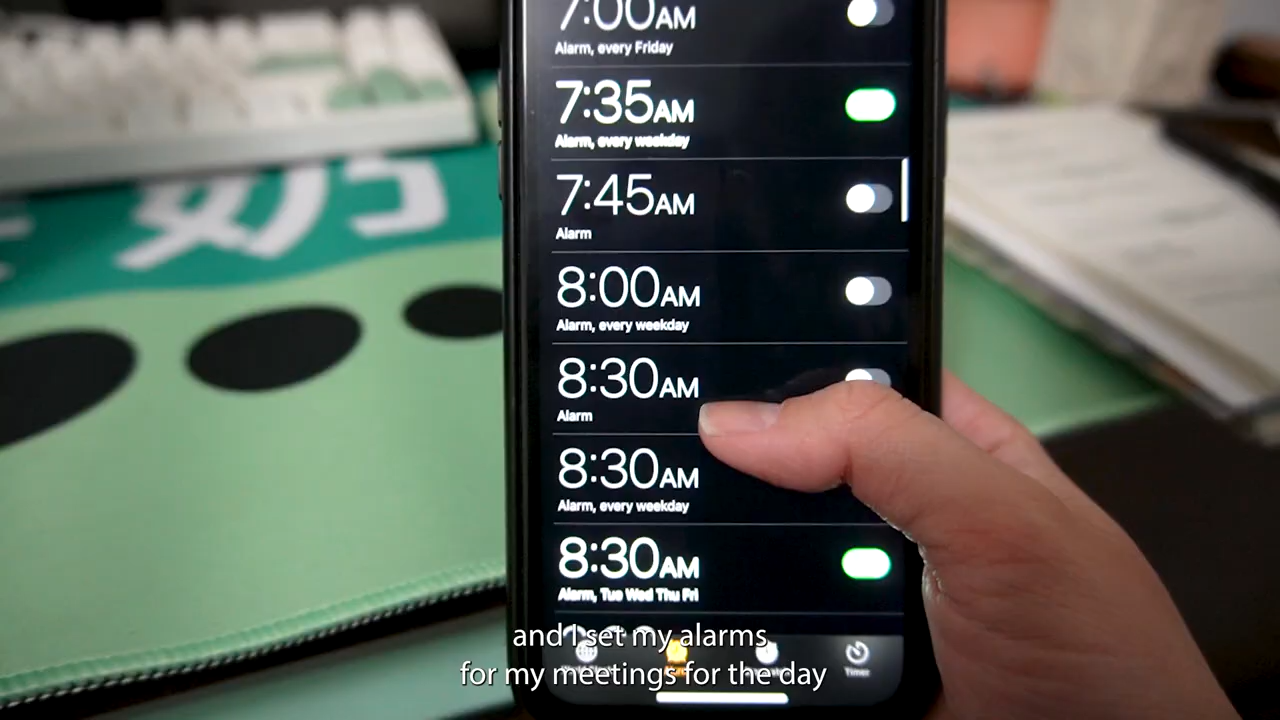 7:00AM
Alarm, every Friday
7:35AM
Alarm, every weekday
7:45AM
Alarm
8:00AM
Alarm, every weekday
8:30AM
Alarm
8:30AM
Alarm, every weekday
8:30AM
Alarm, Tue Wed Thu Fri
and I set my alarms
for my meetings for the day
Timer